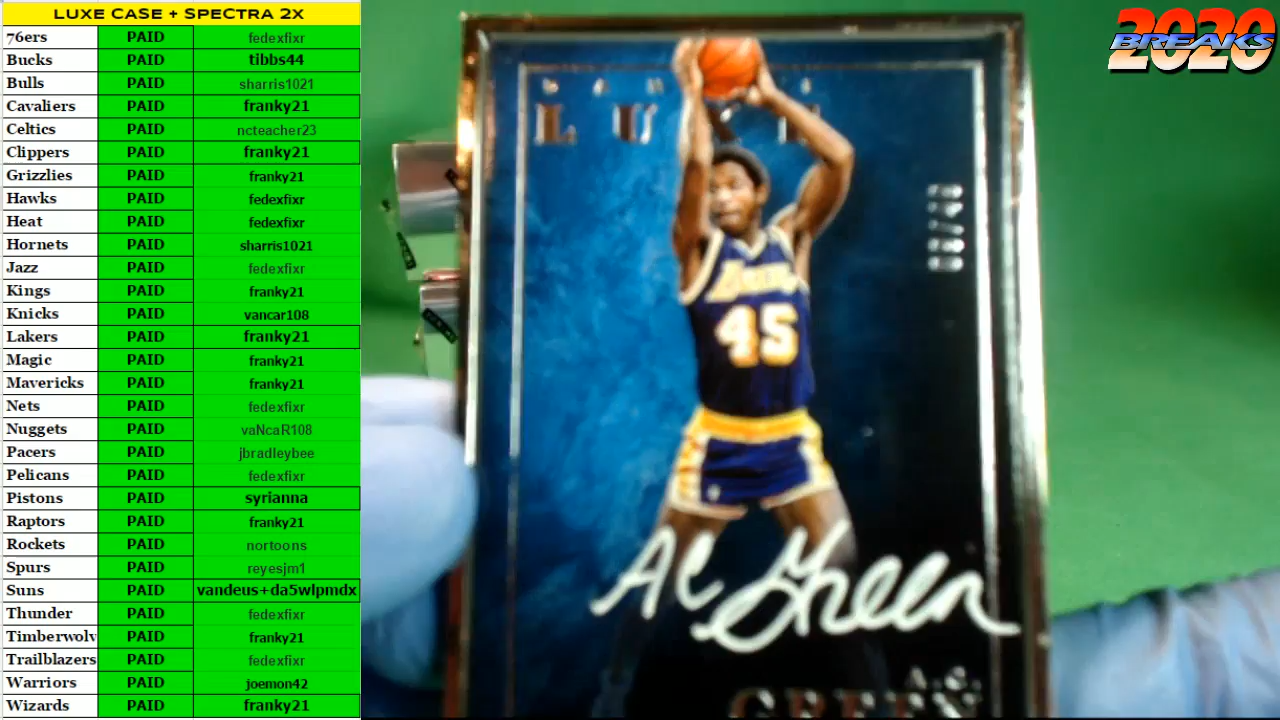 LUXE CASE + SPECTRA 2X
76ers PAID fedexfixr
Bucks PAID tibbs44
Bulls PAID sharris1021
Cavaliers PAID franky21
Celtics PAID ncteacher23
Clippers PAID franky21
Grizzlies PAID franky21
Hawks PAID fedexfixr
Heat PAID fedexfixr
Hornets PAID sharris1021
Jazz PAID fedexfixr
Kings PAID franky21
Knicks PAID vancar108
Lakers PAID franky21
Magic PAID franky21
Mavericks PAID franky21
Nets PAID fedexfixr
Nuggets PAID vaNcaR108
Pacers PAID jbradleybee
Pelicans PAID fedexfixr
Pistons PAID syrianna
Raptors PAID franky21
Rockets PAID nortoons
Spurs PAID reyesjm1
Suns PAID vandeus+da5wlpmdx
Thunder PAID fedexfixr
Timberwolv PAID franky21
Trailblazers PAID fedexfixr
Warriors PAID joemon42
Wizards PAID franky21
2020
BREAKS
45
AC Green
A.C.
GREEN